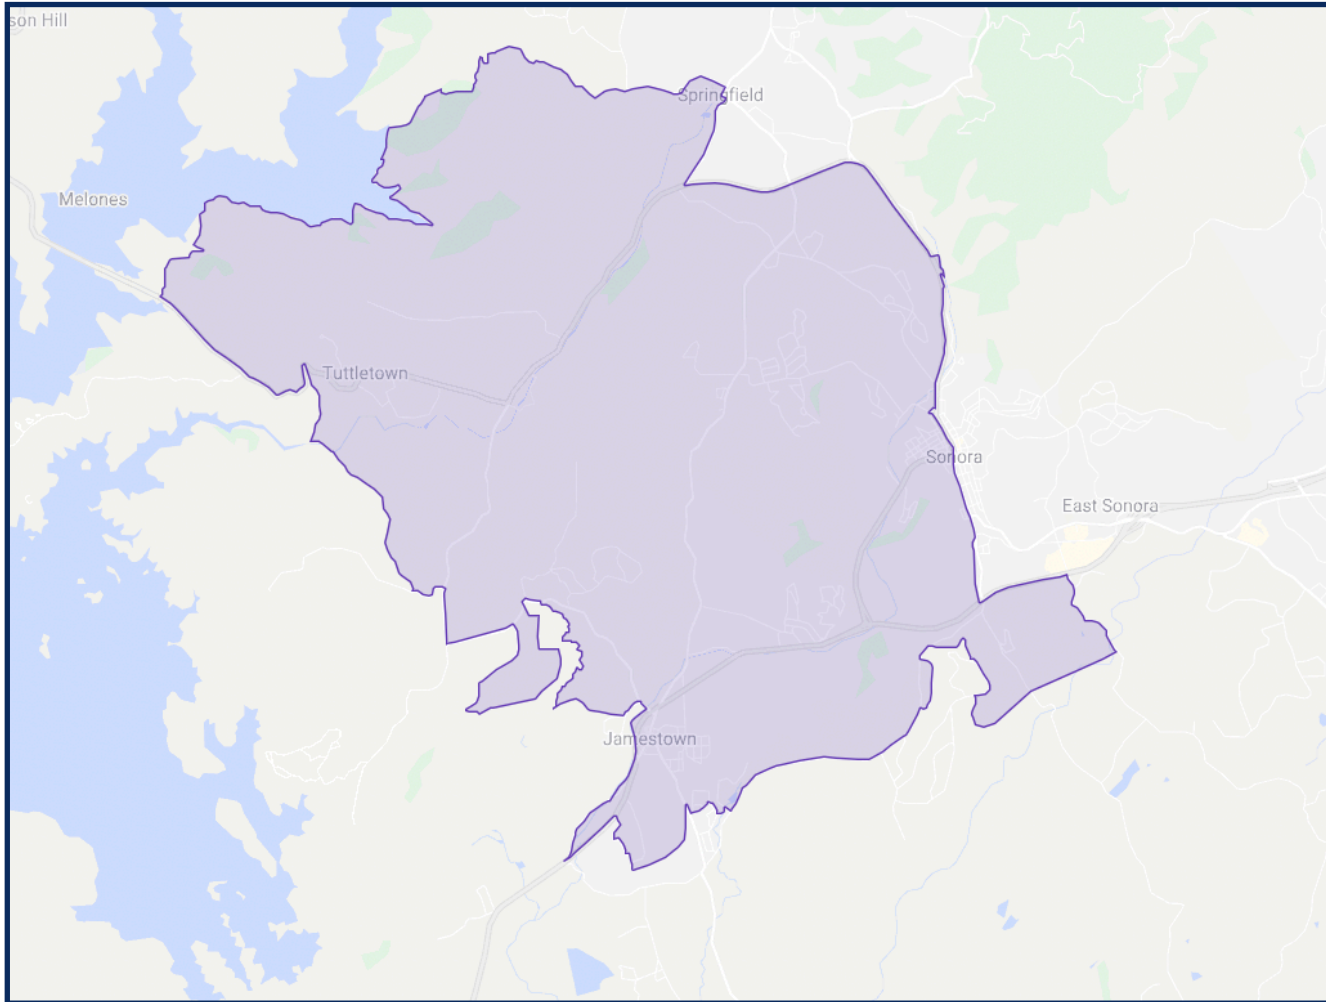 son Hill
Springfield
Melones
Tuttletown
Sonora
East Sonora
Jamestown